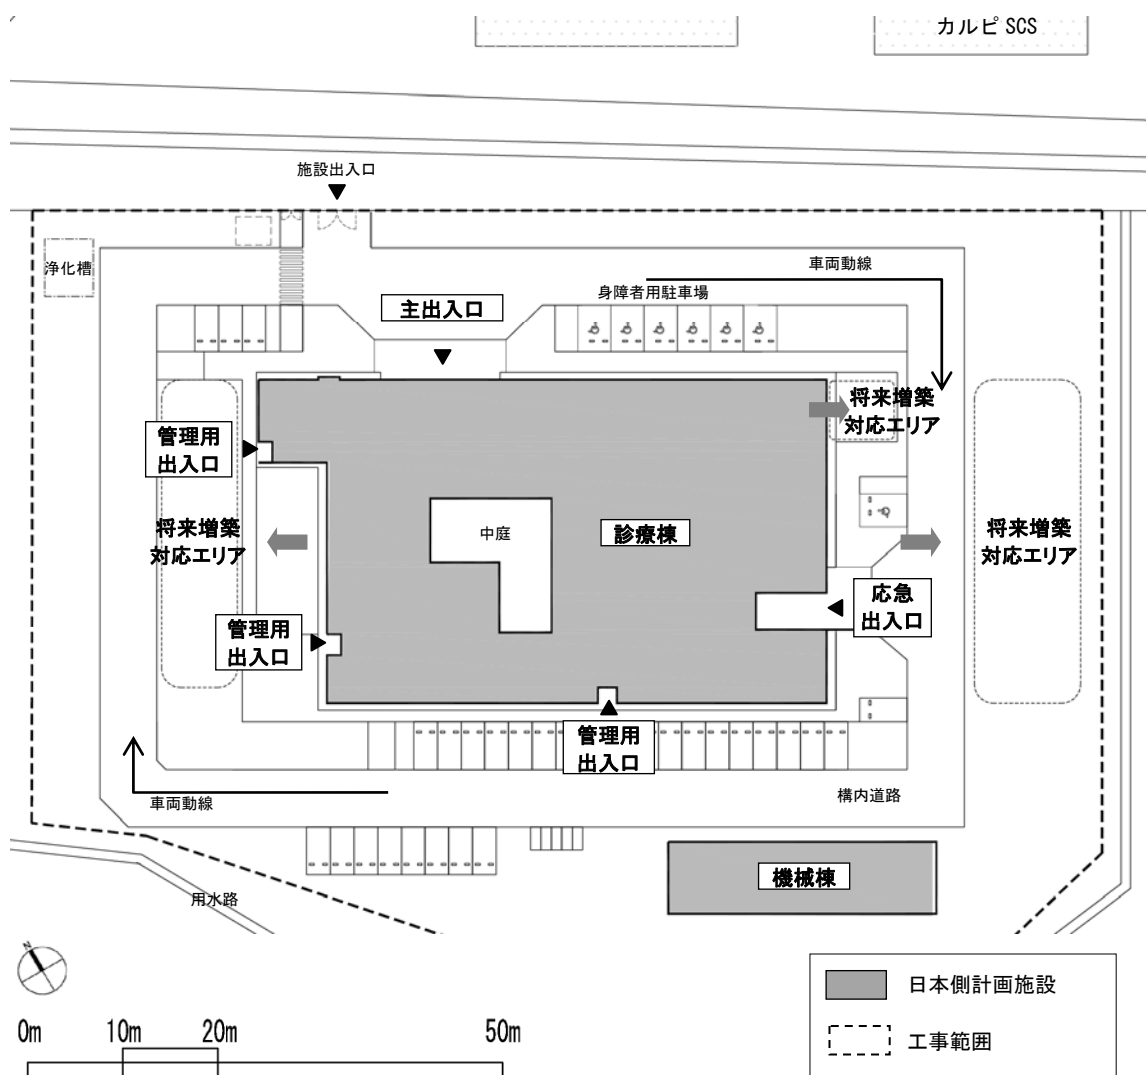 カルピ SCS
施設出入口
浄化槽
車両動線
身障者用駐車場
主出入口
将来増築
対応エリア
管理用
出入口
将来増築
対応エリア
中庭
診療棟
将来増築
対応エリア
応急
出入口
管理用
出入口
管理用
出入口
車両動線
構内道路
機械棟
用水路
N
日本側計画施設
工事範囲
0m 10m 20m 50m